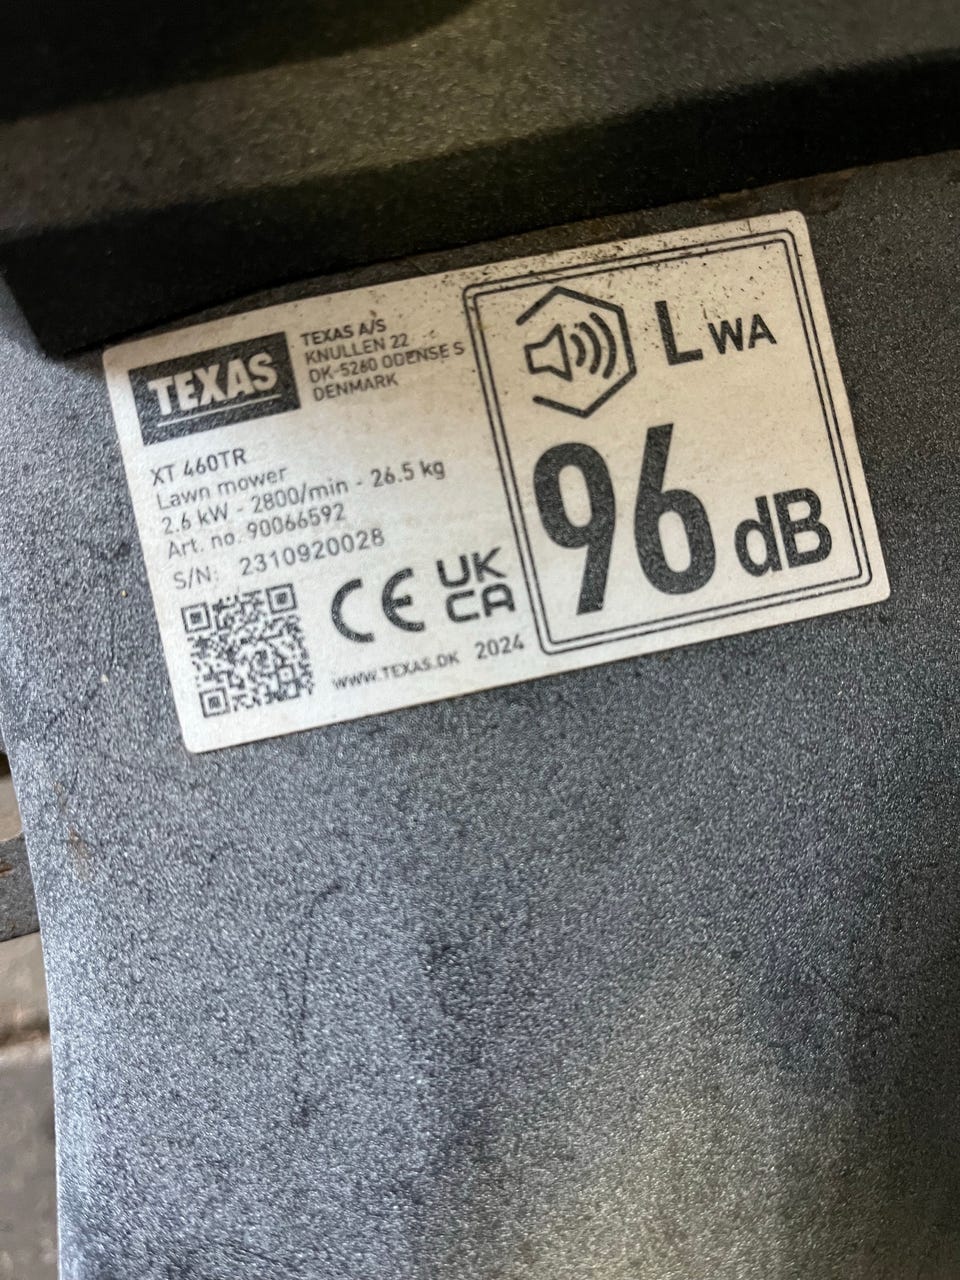 TEXAS
TEXAS A/S
KNULLEN 22
DK-5260 ODENSE S
DENMARK
XT 460TR
Lawn mower
2.6 kW - 2800/min - 26.5 kg
Art. no. 90066592
S/N: 2310920028
CE
UK
CA
WWW.TEXAS.DK 2024
LWA
96 dB